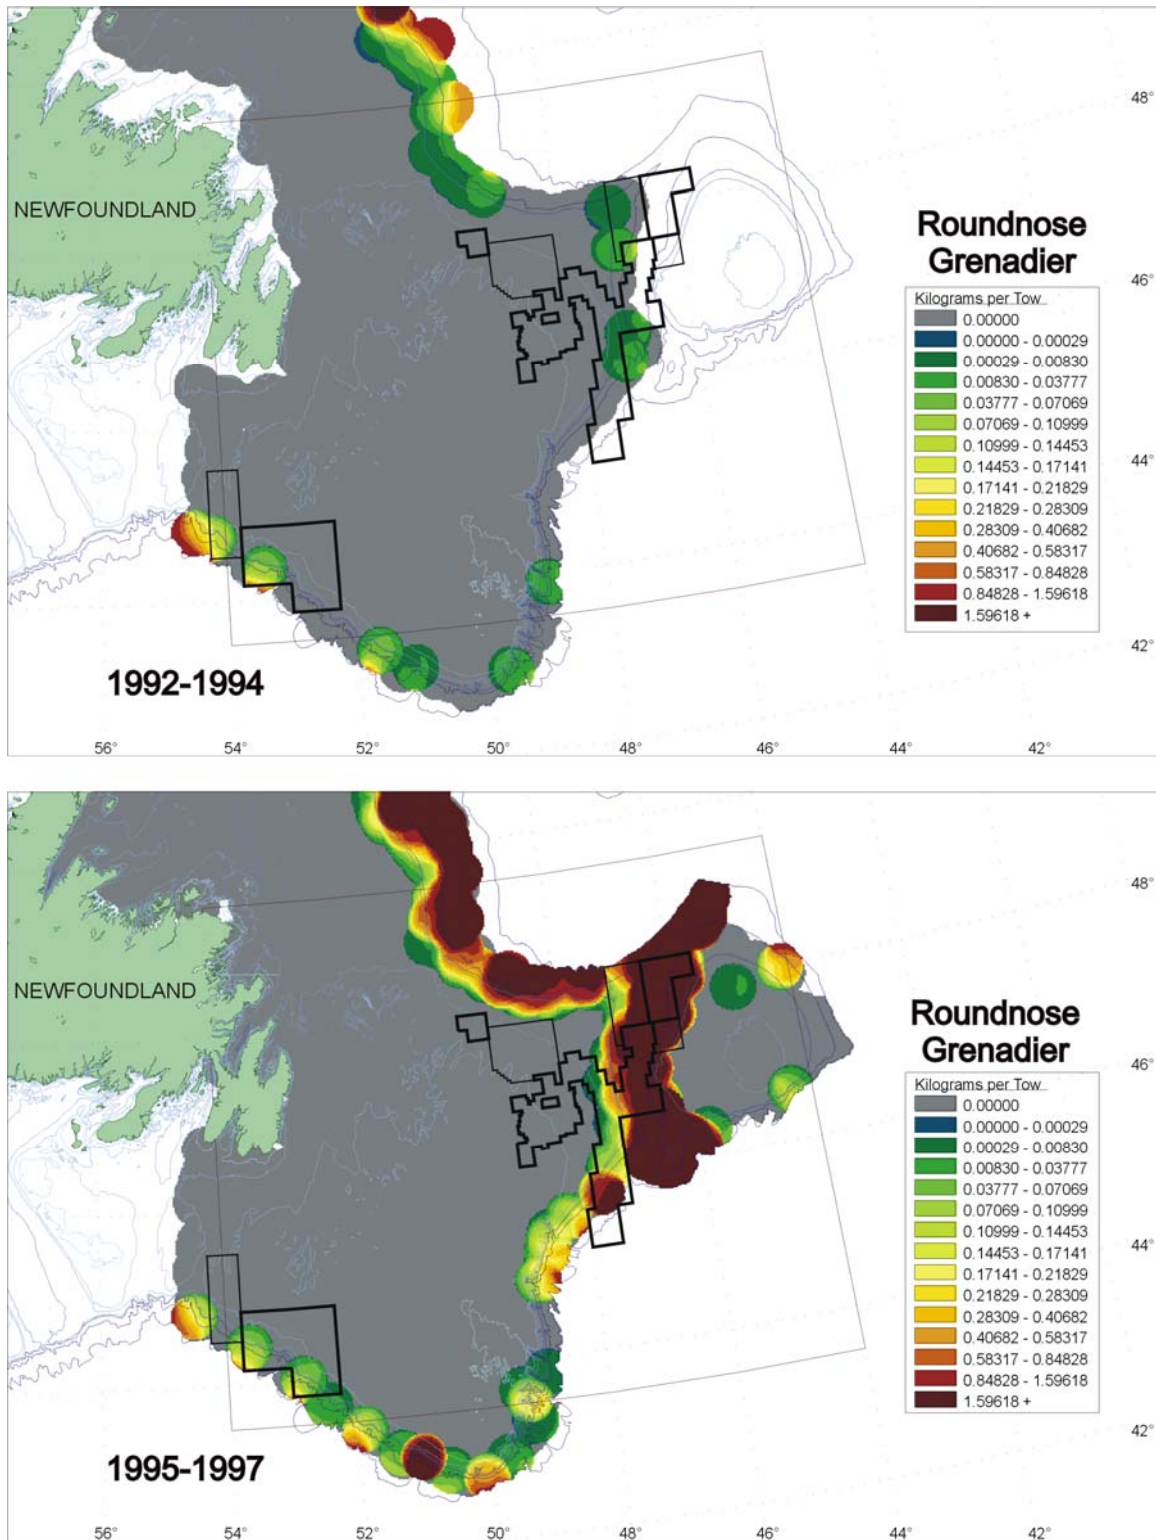 48°
NEWFOUNDLAND
Roundnose
Grenadier
46°
Kilograms per Tow
0.00000
0.00000 - 0.00029
0.00029 - 0.00830
0.00830 - 0.03777
0.03777 - 0.07069
0.07069 - 0.10999
0.10999 - 0.14453
0.14453 - 0.17141
0.17141 - 0.21829
0.21829 - 0.28309
0.28309 - 0.40682
0.40682 - 0.58317
0.58317 - 0.84828
0.84828 - 1.59618
1.59618 +
44°
42°
1992-1994
56° 54° 52° 50° 48° 46° 44° 42°
48°
NEWFOUNDLAND
Roundnose
Grenadier
46°
Kilograms per Tow
0.00000
0.00000 - 0.00029
0.00029 - 0.00830
0.00830 - 0.03777
0.03777 - 0.07069
0.07069 - 0.10999
0.10999 - 0.14453
0.14453 - 0.17141
0.17141 - 0.21829
0.21829 - 0.28309
0.28309 - 0.40682
0.40682 - 0.58317
0.58317 - 0.84828
0.84828 - 1.59618
1.59618 +
44°
42°
1995-1997
56° 54° 52° 50° 48° 46° 44° 42°